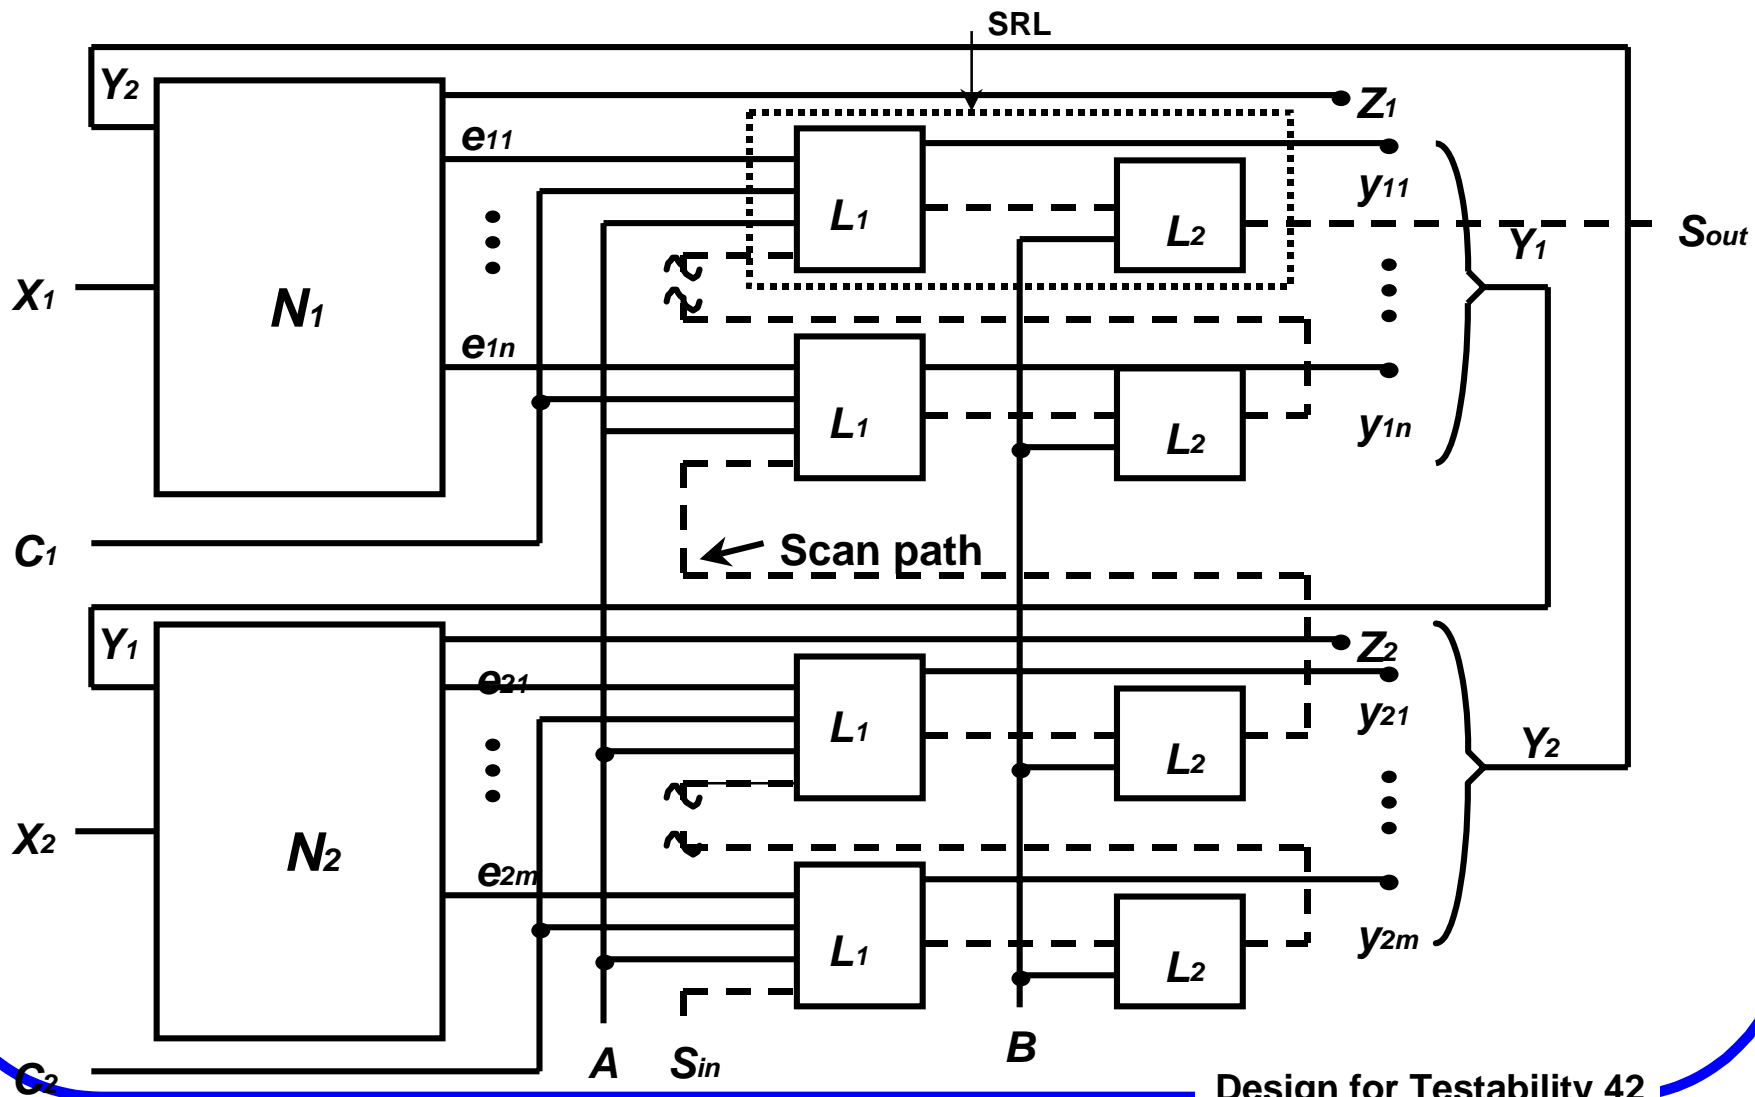 SRL
Y2
Z1
e11
y11
L1
L2
Sout
Y1
X1
N1
e1n
L1
L2
y1n
C1
Scan path
Y1
Z2
e21
y21
L1
L2
Y2
X2
N2
e2m
L1
L2
y2m
A
Sin
B
C2
Design for Testability 42